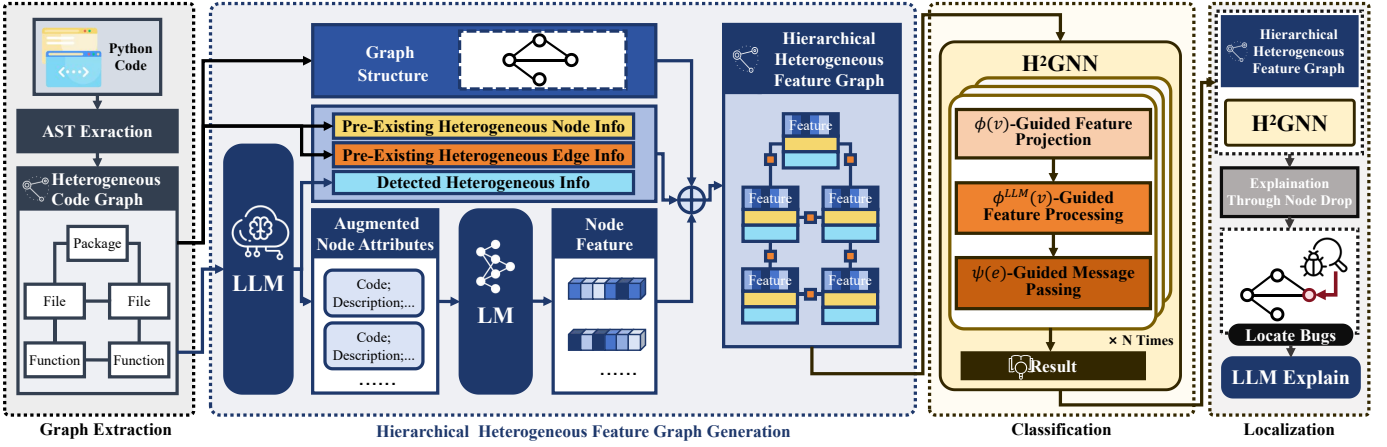 Python
Code
AST Extraction
Heterogeneous
Code Graph
Package
File
File
Function
Function
Graph Extraction
LLM
Graph
Structure
Pre-Existing Heterogeneous Node Info
Pre-Existing Heterogeneous Edge Info
Detected Heterogeneous Info
Augmented
Node Attributes
Code;
Description;...
Code;
Description;...
......
LM
Node
Feature
......
Hierarchical
Heterogeneous
Feature Graph
Feature
Feature
Feature
Feature
Feature
Hierarchical Heterogeneous Feature Graph Generation
H²GNN
ϕ(v)-Guided Feature
Projection
ϕ^{LLM}(v)-Guided
Feature Processing
ψ(e)-Guided Message
Passing
× N Times
Result
Classification
Hierarchical
Heterogeneous
Feature Graph
H²GNN
Explaination
Through Node Drop
Locate Bugs
LLM Explain
Localization